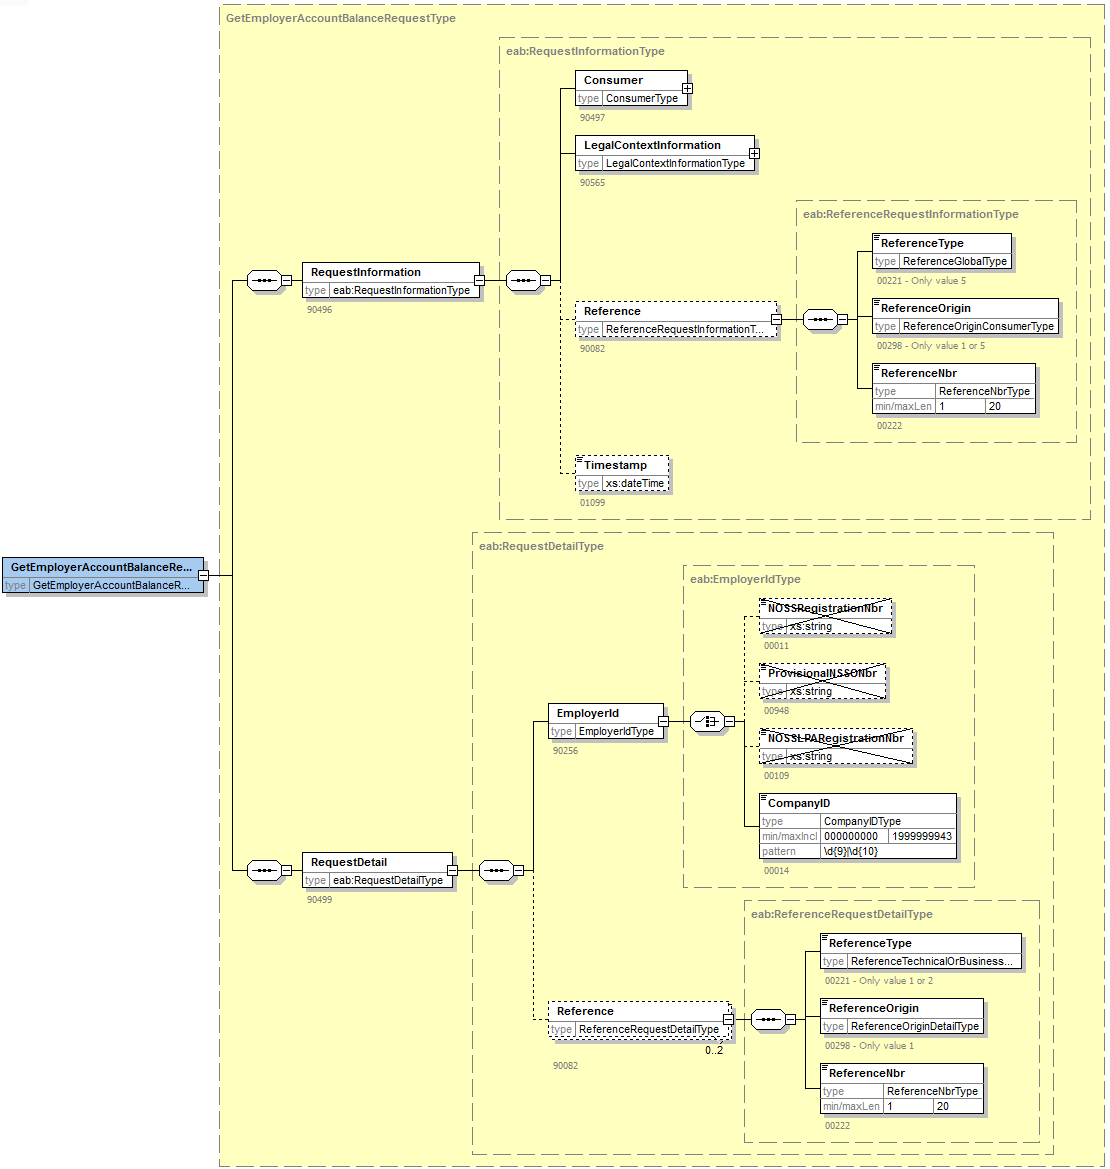 GetEmployerAccountBalanceRequestType
eab:RequestInformationType
Consumer
type ConsumerType
90497
LegalContextInformation
type LegalContextInformationType
90565
eab:ReferenceRequestInformationType
ReferenceType
type ReferenceGlobalType
00221 - Only value 5
RequestInformation
type eab:RequestInformationType
90496
Reference
type ReferenceRequestInformationT...
90082
ReferenceOrigin
type ReferenceOriginConsumerType
00298 - Only value 1 or 5
ReferenceNbr
type ReferenceNbrType
min/maxLen 1 20
00222
Timestamp
type xs:dateTime
01099
GetEmployerAccountBalanceRe...
type GetEmployerAccountBalanceR...
eab:RequestDetailType
eab:EmployerIdType
NOSSRegistrationNbr
type xs:string
00011
ProvisionalNSSONbr
type xs:string
00948
EmployerId
type EmployerIdType
90256
NOSSLPARegistrationNbr
type xs:string
00109
CompanyID
type CompanyIDType
min/maxIncl 000000000 1999999943
pattern \d{9}|\d{10}
00014
RequestDetail
type eab:RequestDetailType
90499
eab:ReferenceRequestDetailType
ReferenceType
type ReferenceTechnicalOrBusiness...
00221 - Only value 1 or 2
Reference
type ReferenceRequestDetailType
0..2
90082
ReferenceOrigin
type ReferenceOriginDetailType
00298 - Only value 1
ReferenceNbr
type ReferenceNbrType
min/maxLen 1 20
00222